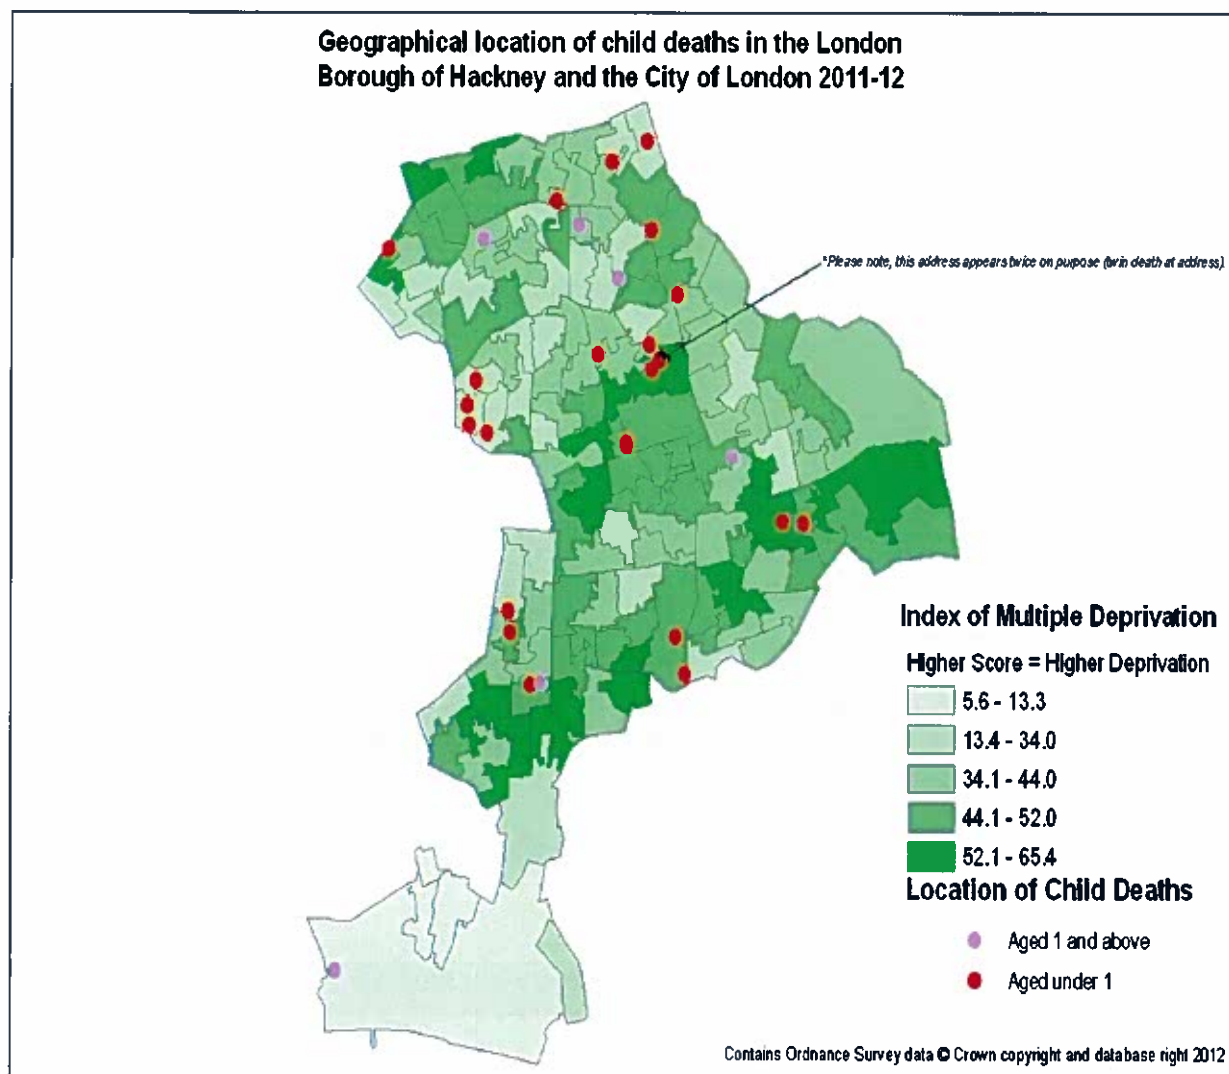 Geographical location of child deaths in the London
Borough of Hackney and the City of London 2011-12
*Please note, this address appears twice on purpose (twin death at address).
Index of Multiple Deprivation
Higher Score = Higher Deprivation
5.6 - 13.3
13.4 - 34.0
34.1 - 44.0
44.1 - 52.0
52.1 - 65.4
Location of Child Deaths
Aged 1 and above
Aged under 1
Contains Ordnance Survey data © Crown copyright and database right 2012